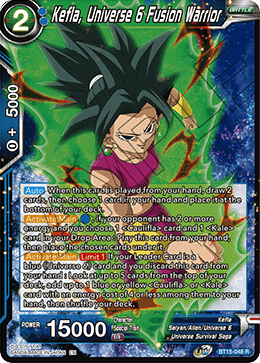 2
Kefla, Universe 6 Fusion Warrior
BATTLE
0 + 5000
Auto When this card is played from your hand, draw 2
cards, then choose 1 card in your hand and place it at the
bottom of your deck.
Activate Main : If your opponent has 2 or more
energy and you choose 1 <Caulifla> card and 1 <Kale>
card in your Drop Area : Play this card from your hand,
then place the chosen cards under it.
Activate Main Limit 1 If your Leader Card is a
blue «Universe 6» card and you discard this card
from your hand : Look at up to 5 cards from the top of your
deck, add up to 1 blue or yellow <Caulifla> or <Kale>
card with an energy cost of 4 or less among them to your
hand, then shuffle your deck.
POWER
15000
Character
Kefla
Special Trait
Saiyan/Alien/Universe 6
Era
Universe Survival Saga
BT15-048 R